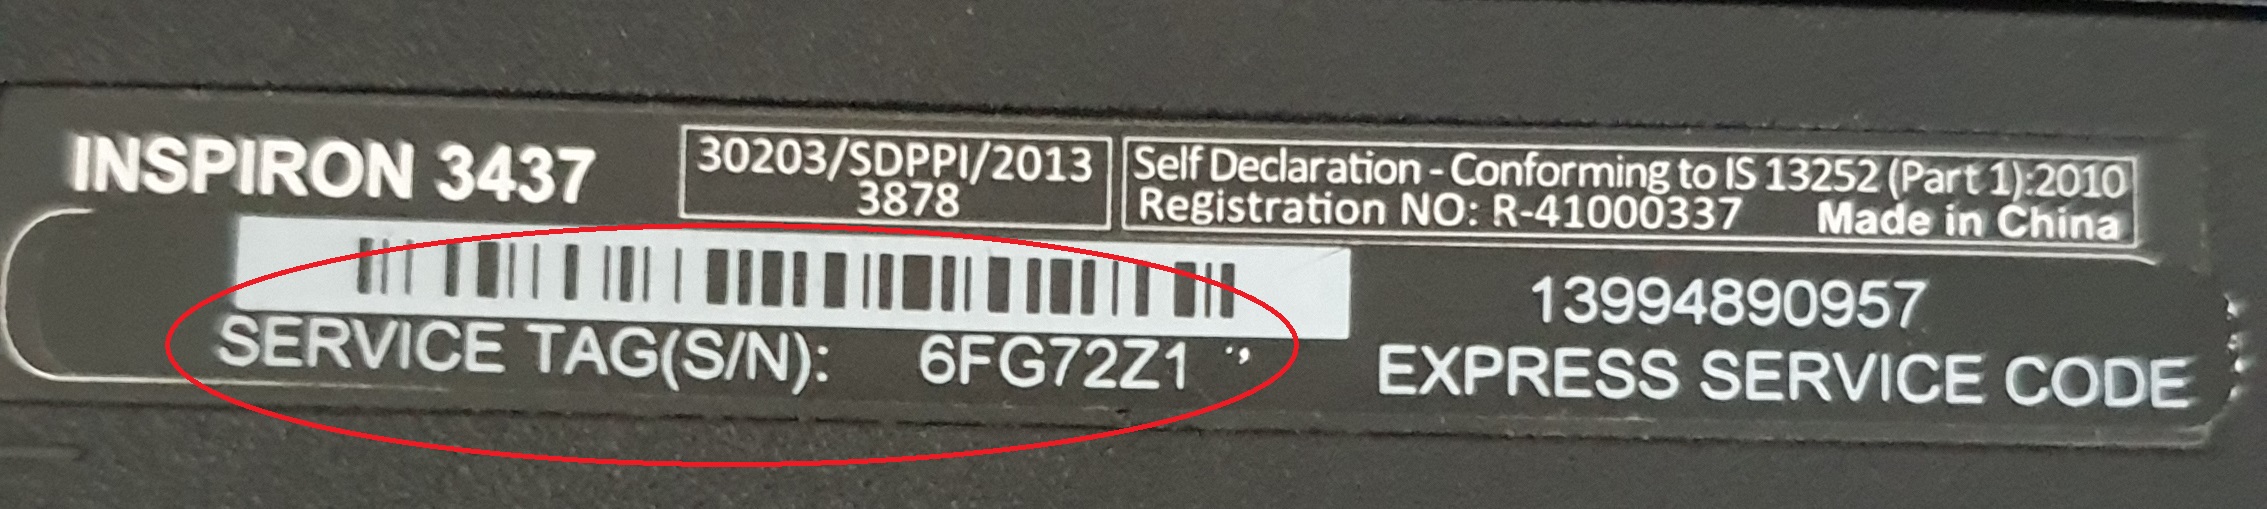 INSPIRON 3437
30203/SDPPI/2013
3878
Self Declaration - Conforming to IS 13252 (Part 1):2010
Registration NO: R-41000337 Made in China
SERVICE TAG(S/N): 6FG72Z1
13994890957
EXPRESS SERVICE CODE